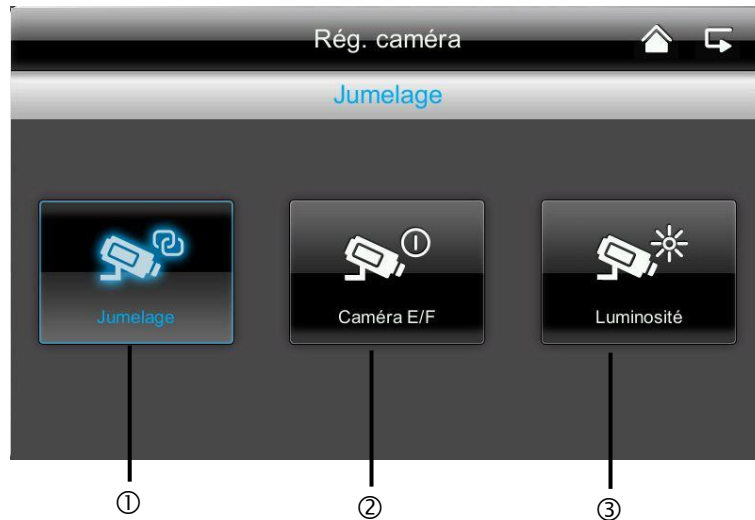 Rég. caméra
Jumelage
Jumelage
Caméra E/F
Luminosité
① ② ③